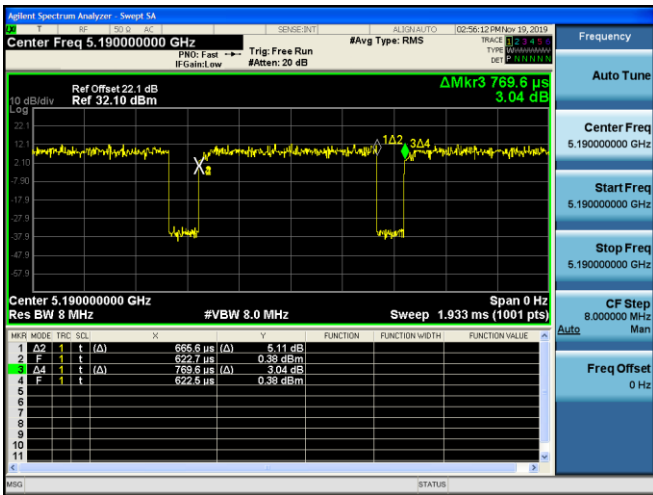 Agilent Spectrum Analyzer - Swept SA
T RF 50 Ω AC SENSE:INT ALIGN AUTO 02:56:12 PM Nov 19, 2019
Center Freq 5.190000000 GHz
PNO: Fast
IFGain:Low
Trig: Free Run
#Atten: 20 dB
#Avg Type: RMS
TRACE 1 2 3 4 5 6
TYPE
DET P N N N N N
Ref Offset 22.1 dB
Ref 32.10 dBm
10 dB/div
Log
ΔMkr3 769.6 µs
3.04 dB
22.1
12.1
2.10
-7.90
-17.9
-27.9
-37.9
-47.9
-57.9
1Δ2
3Δ4
Center 5.190000000 GHz Span 0 Hz
Res BW 8 MHz #VBW 8.0 MHz Sweep 1.933 ms (1001 pts)
MKR MODE TRC SCL X Y FUNCTION FUNCTION WIDTH FUNCTION VALUE
1 Δ2 1 t (Δ) 665.6 µs (Δ) 5.11 dB
2 F 1 t 622.7 µs 0.38 dBm
3 Δ4 1 t (Δ) 769.6 µs (Δ) 3.04 dB
4 F 1 t 622.5 µs 0.38 dBm
5
6
7
8
9
10
11
MSG STATUS
Frequency
Auto Tune
Center Freq
5.190000000 GHz
Start Freq
5.190000000 GHz
Stop Freq
5.190000000 GHz
CF Step
8.000000 MHz
Auto Man
Freq Offset
0 Hz